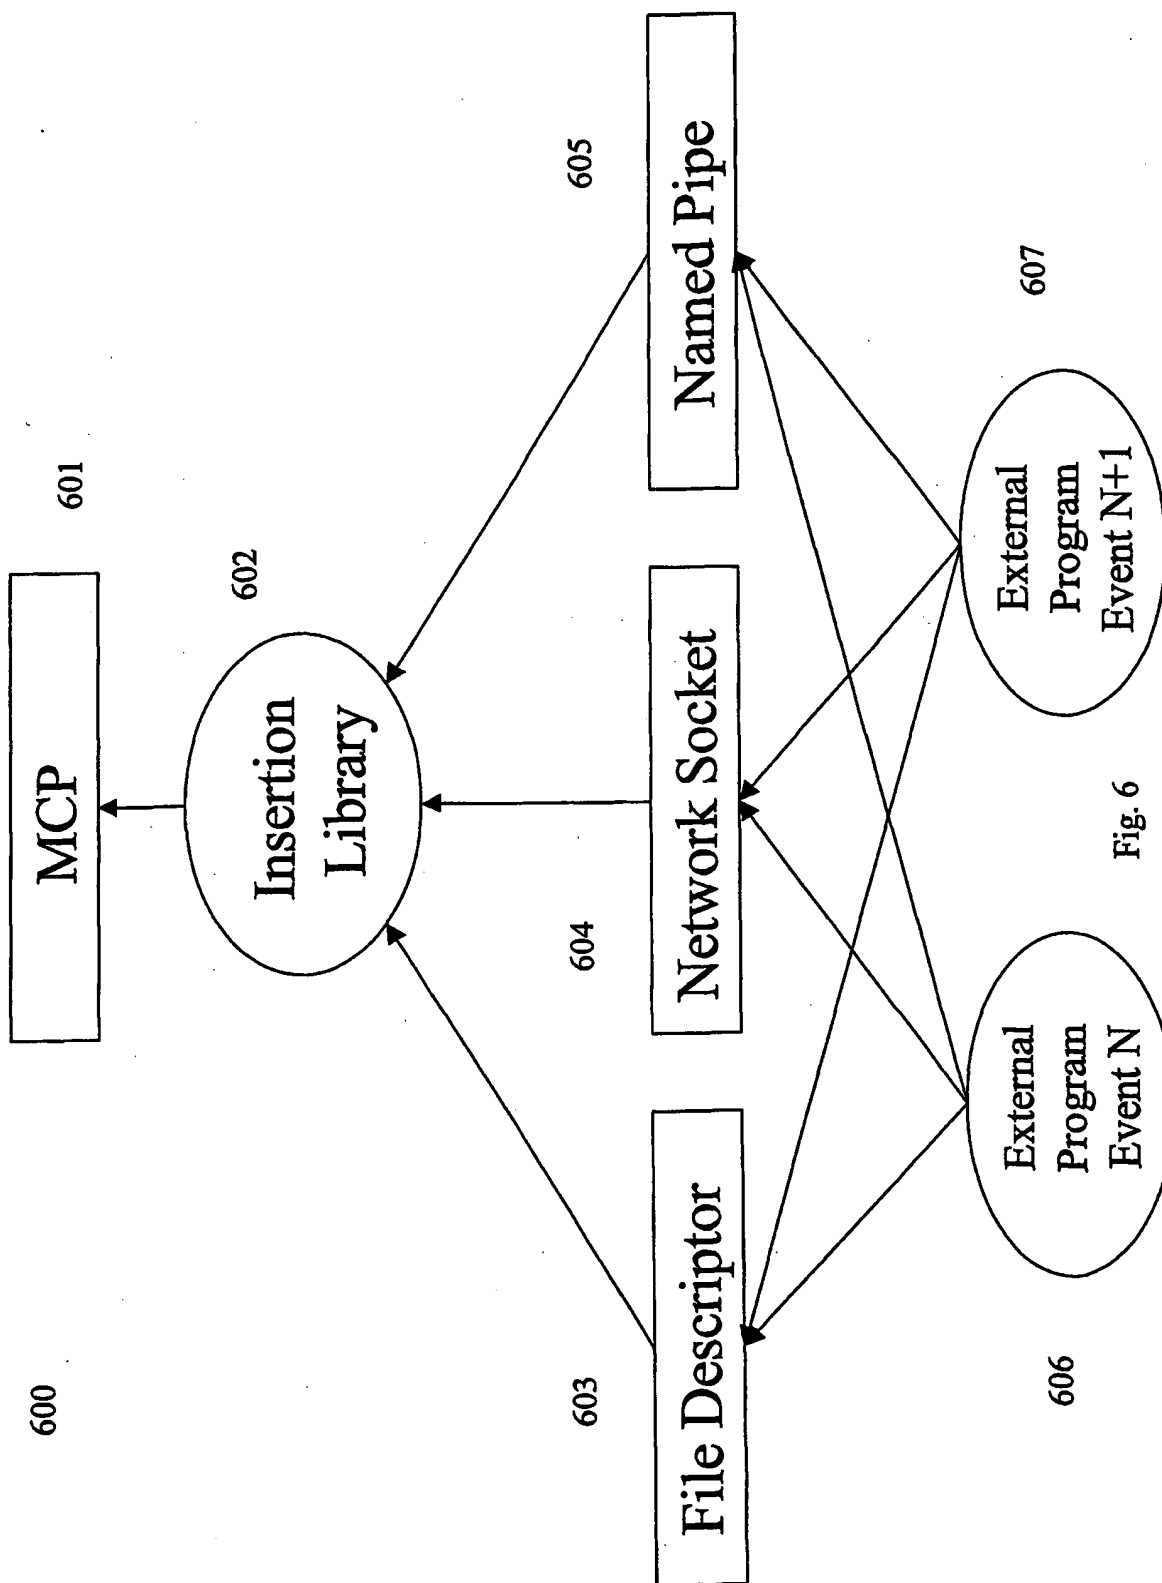 600
601
MCP
602
Insertion
Library
603
604
605
File Descriptor
Network Socket
Named Pipe
606
607
External
Program
Event N
External
Program
Event N+1
Fig. 6